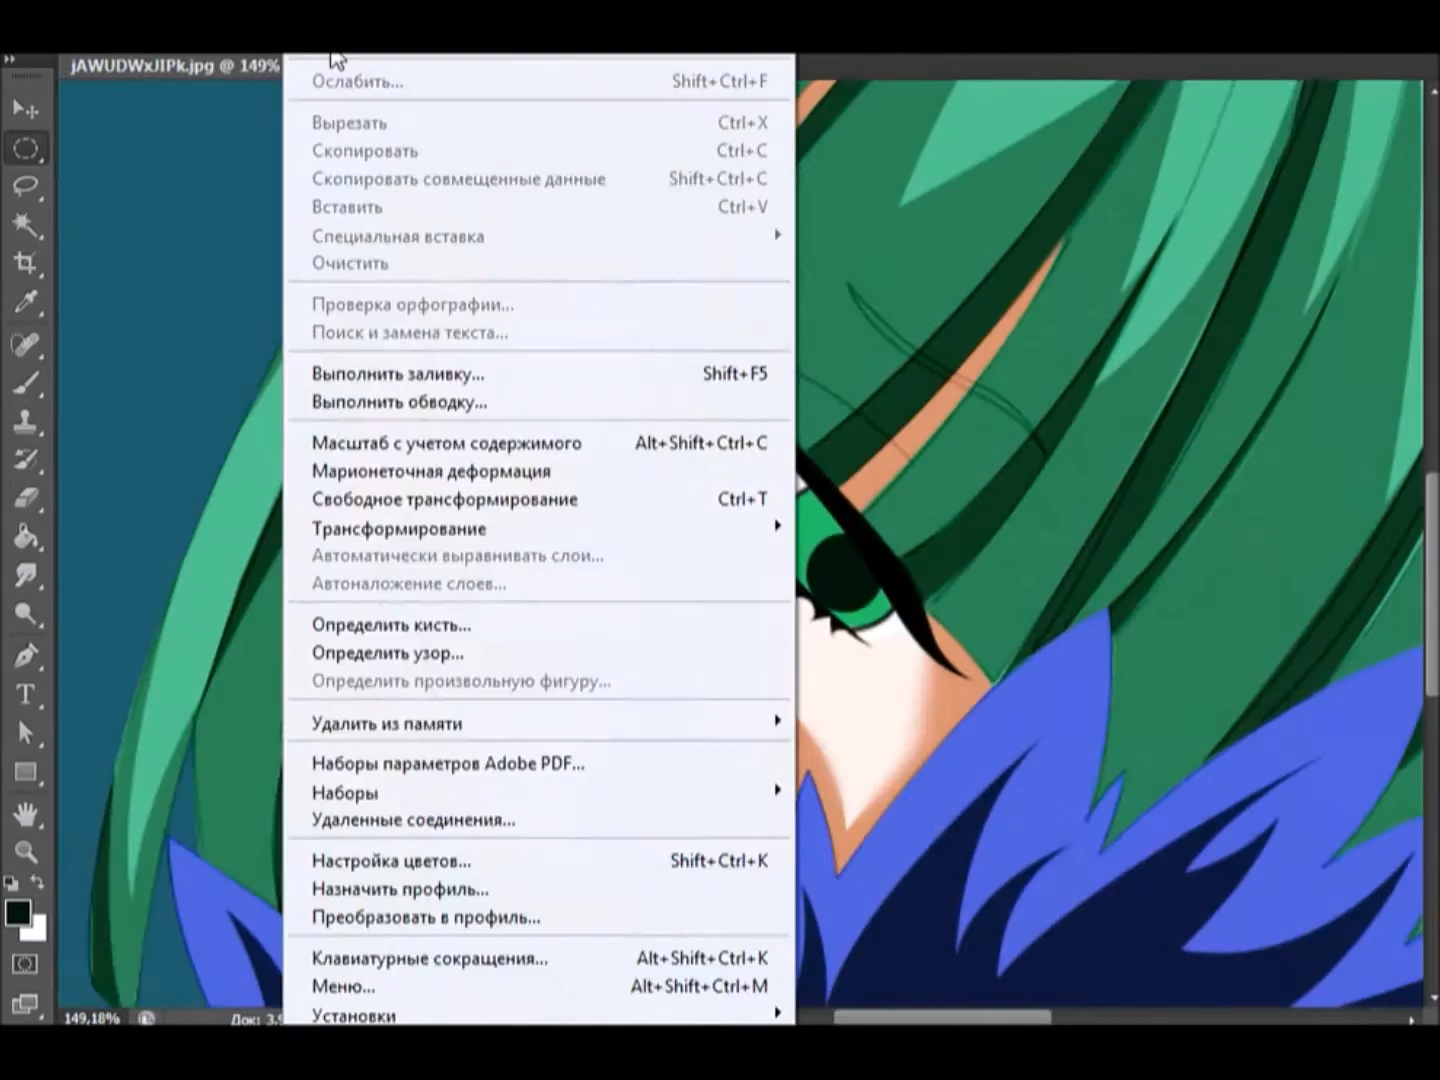 jAWUDWxJIPk.jpg @ 149%
Ослабить... Shift+Ctrl+F
Вырезать Ctrl+X
Скопировать Ctrl+C
Скопировать совмещенные данные Shift+Ctrl+C
Вставить Ctrl+V
Специальная вставка
Очистить
Проверка орфографии...
Поиск и замена текста...
Выполнить заливку... Shift+F5
Выполнить обводку...
Масштаб с учетом содержимого Alt+Shift+Ctrl+C
Марионеточная деформация
Свободное трансформирование Ctrl+T
Трансформирование
Автоматически выравнивать слои...
Автоналожение слоев...
Определить кисть...
Определить узор...
Определить произвольную фигуру...
Удалить из памяти
Наборы параметров Adobe PDF...
Наборы
Удаленные соединения...
Настройка цветов... Shift+Ctrl+K
Назначить профиль...
Преобразовать в профиль...
Клавиатурные сокращения... Alt+Shift+Ctrl+K
Меню... Alt+Shift+Ctrl+M
Установки
149,18% Док: